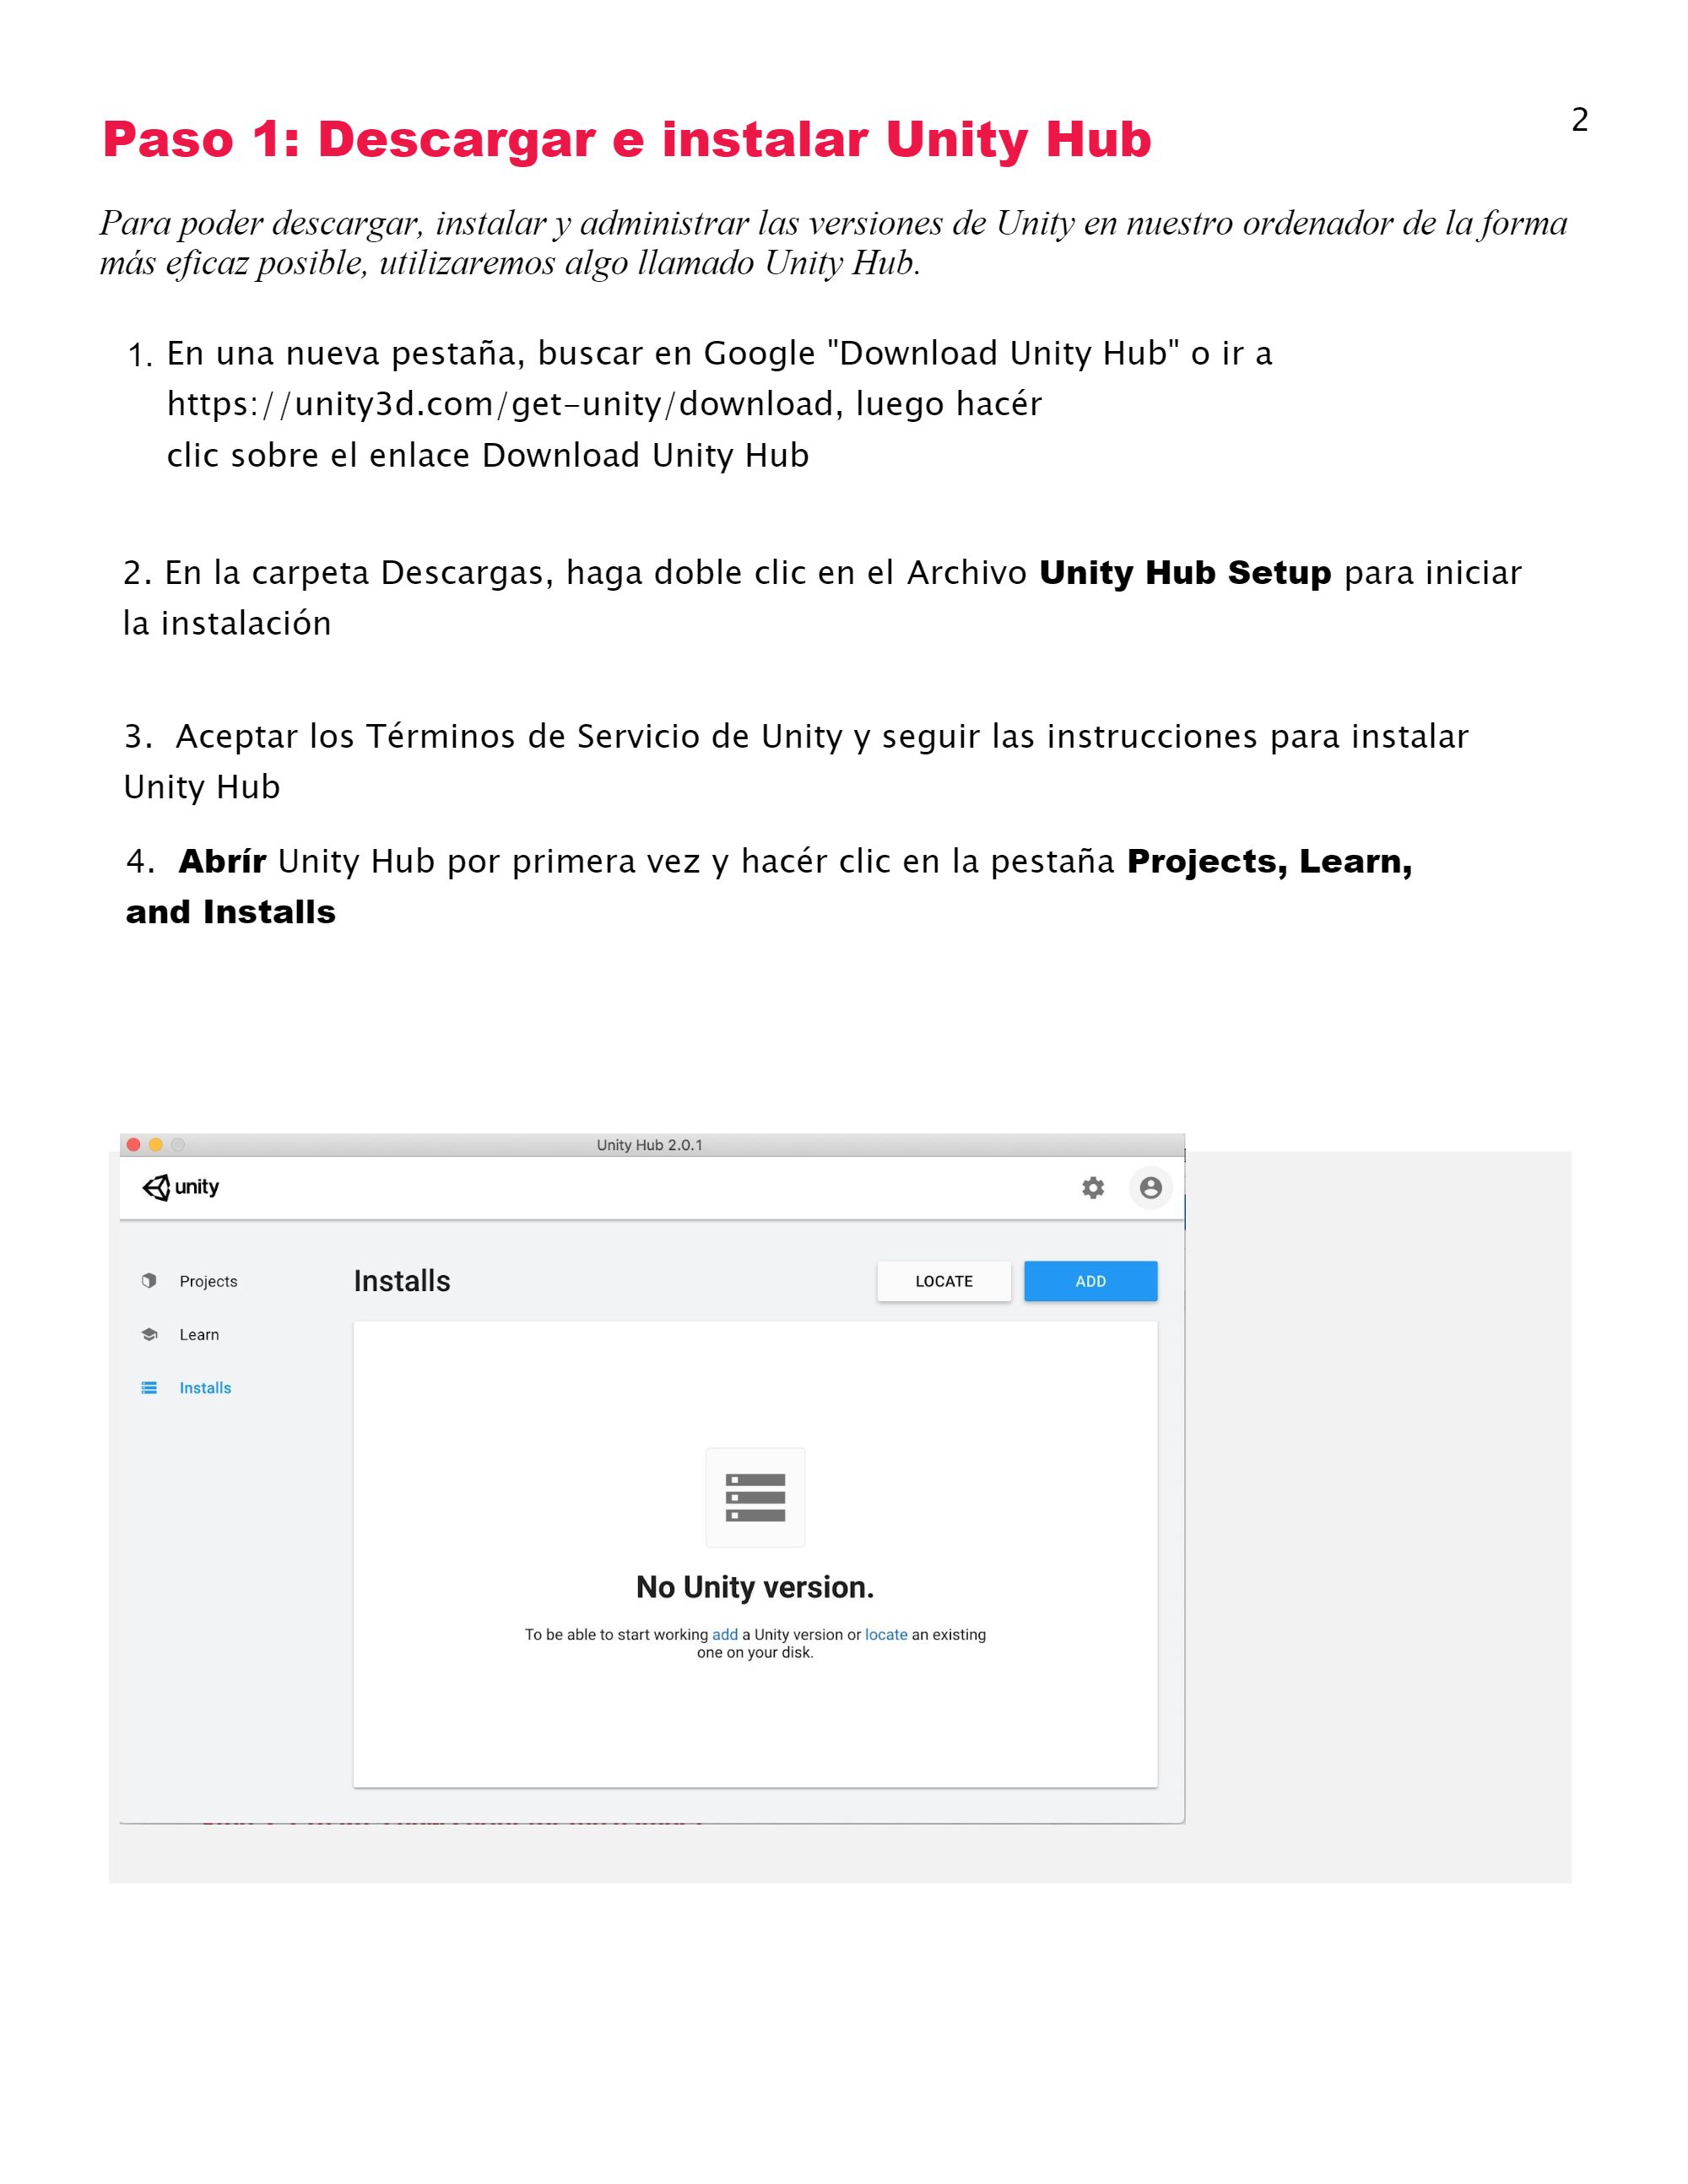 2
Paso 1: Descargar e instalar Unity Hub
Para poder descargar, instalar y administrar las versiones de Unity en nuestro ordenador de la forma
más eficaz posible, utilizaremos algo llamado Unity Hub.
1. En una nueva pestaña, buscar en Google "Download Unity Hub" o ir a
https://unity3d.com/get-unity/download, luego hacér
clic sobre el enlace Download Unity Hub
2. En la carpeta Descargas, haga doble clic en el Archivo Unity Hub Setup para iniciar
la instalación
3. Aceptar los Términos de Servicio de Unity y seguir las instrucciones para instalar
Unity Hub
4. Abrír Unity Hub por primera vez y hacér clic en la pestaña Projects, Learn,
and Installs
Unity Hub 2.0.1
unity
Projects
Learn
Installs
Installs
LOCATE
ADD
No Unity version.
To be able to start working add a Unity version or locate an existing
one on your disk.